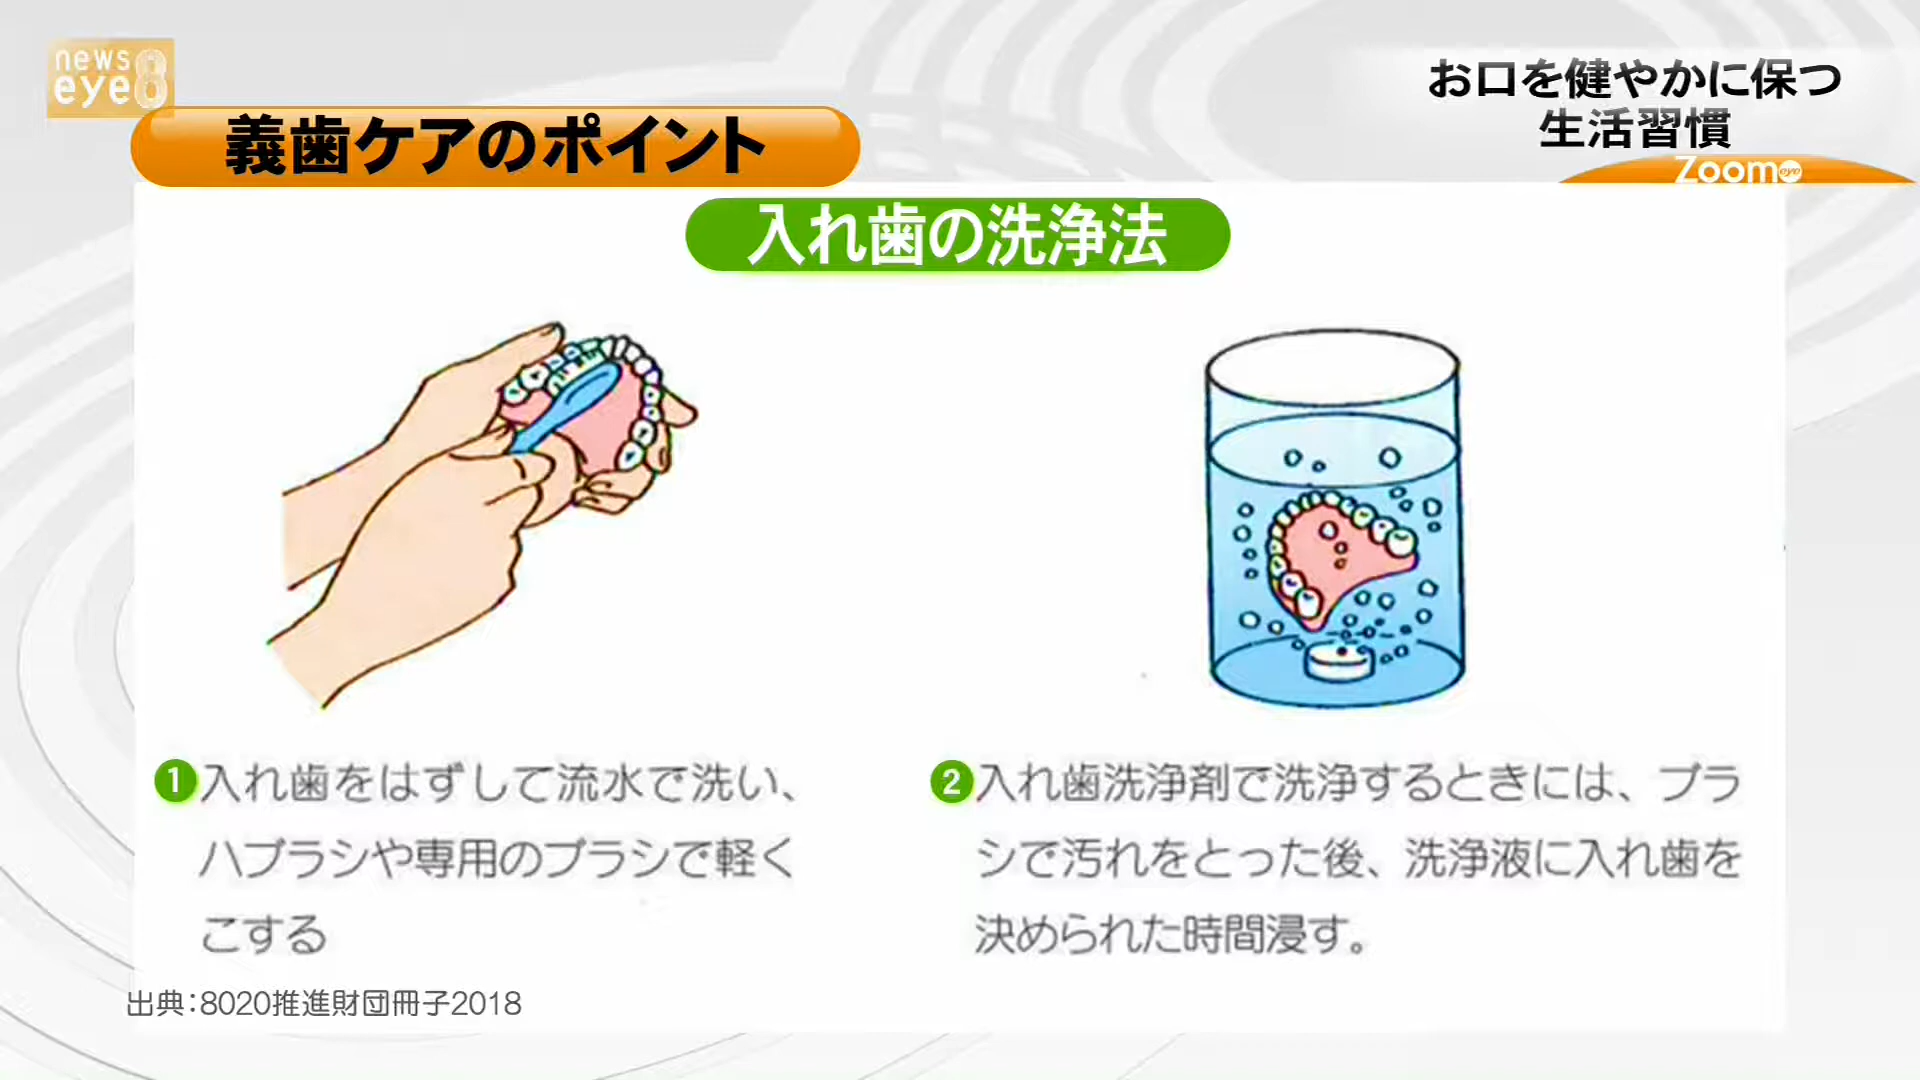 news
eye8
お口を健やかに保つ
生活習慣
Zoom eye
義歯ケアのポイント
入れ歯の洗浄法
1 入れ歯をはずして流水で洗い、
ハブラシや専用のブラシで軽く
こする
2 入れ歯洗浄剤で洗浄するときには、ブラ
シで汚れをとった後、洗浄液に入れ歯を
決められた時間浸す。
出典：8020推進財団冊子2018